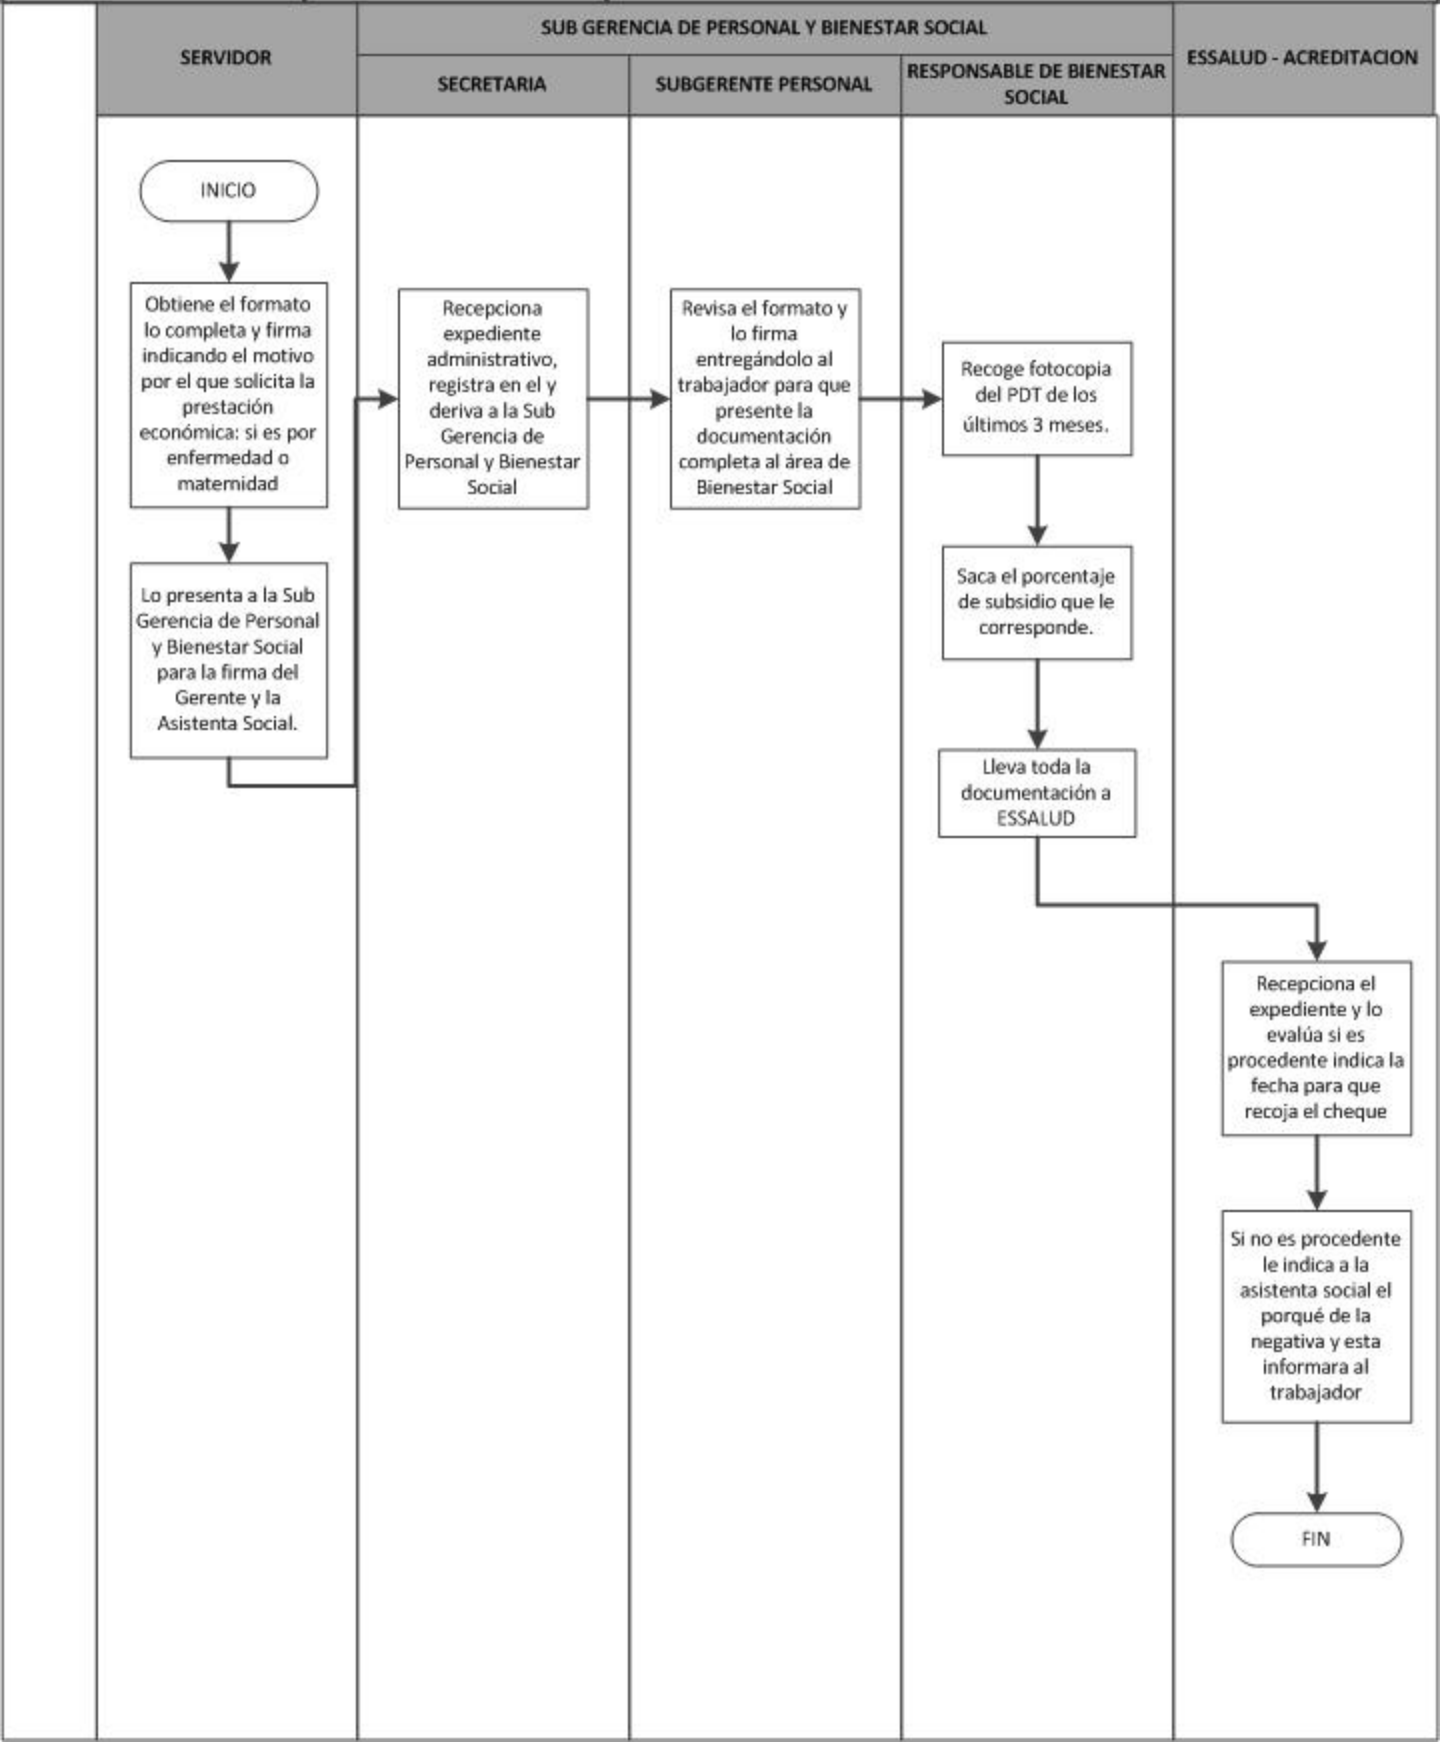 SERVIDOR
SUB GERENCIA DE PERSONAL Y BIENESTAR SOCIAL
SECRETARIA
SUBGERENTE PERSONAL
RESPONSABLE DE BIENESTAR
SOCIAL
ESSALUD - ACREDITACION
INICIO
Obtiene el formato
lo completa y firma
indicando el motivo
por el que solicita la
prestación
económica: si es por
enfermedad o
maternidad
Lo presenta a la Sub
Gerencia de Personal
y Bienestar Social
para la firma del
Gerente y la
Asistenta Social.
Recepciona
expediente
administrativo,
registra en el y
deriva a la Sub
Gerencia de
Personal y Bienestar
Social
Revisa el formato y
lo firma
entregándolo al
trabajador para que
presente la
documentación
completa al área de
Bienestar Social
Recoge fotocopia
del PDT de los
últimos 3 meses.
Saca el porcentaje
de subsidio que le
corresponde.
Lleva toda la
documentación a
ESSALUD
Recepciona el
expediente y lo
evalúa si es
procedente indica la
fecha para que
recoja el cheque
Si no es procedente
le indica a la
asistenta social el
porqué de la
negativa y esta
informara al
trabajador
FIN